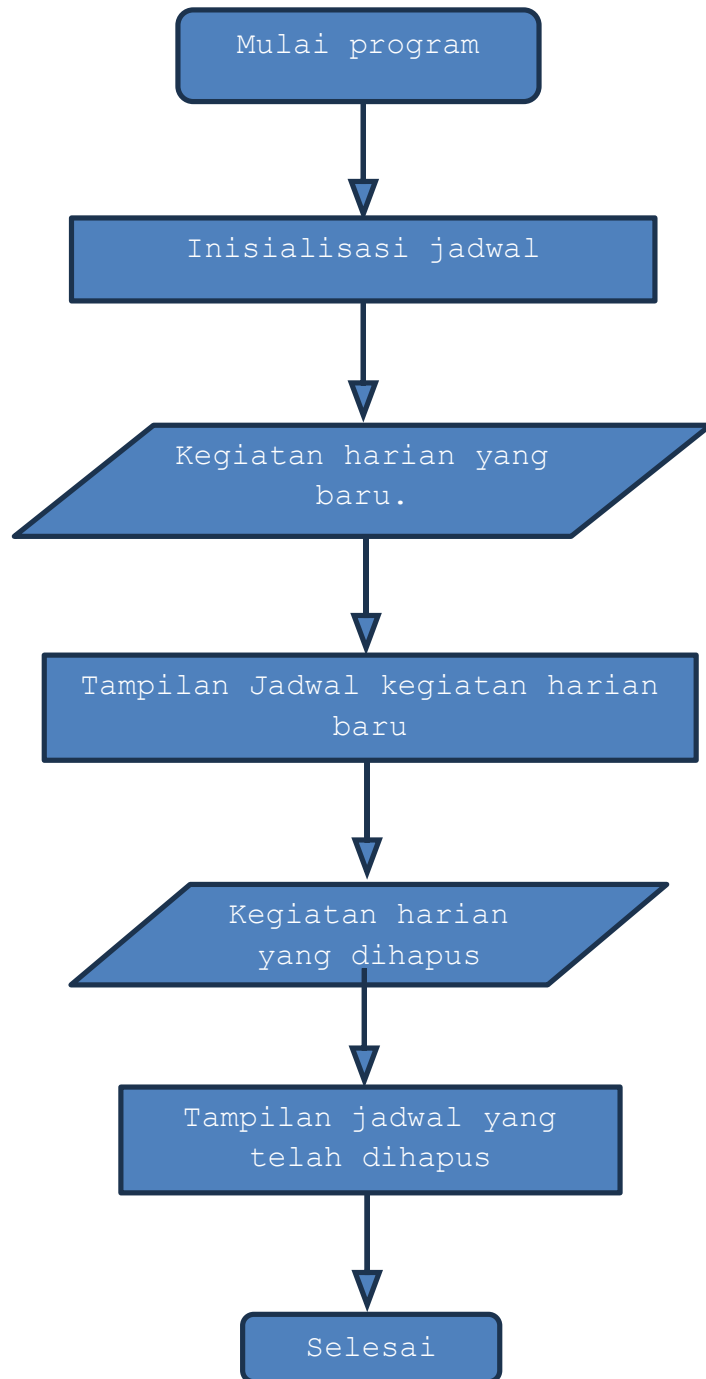 Mulai program
Inisialisasi jadwal
Kegiatan harian yang
baru.
Tampilan Jadwal kegiatan harian
baru
Kegiatan harian
yang dihapus
Tampilan jadwal yang
telah dihapus
Selesai